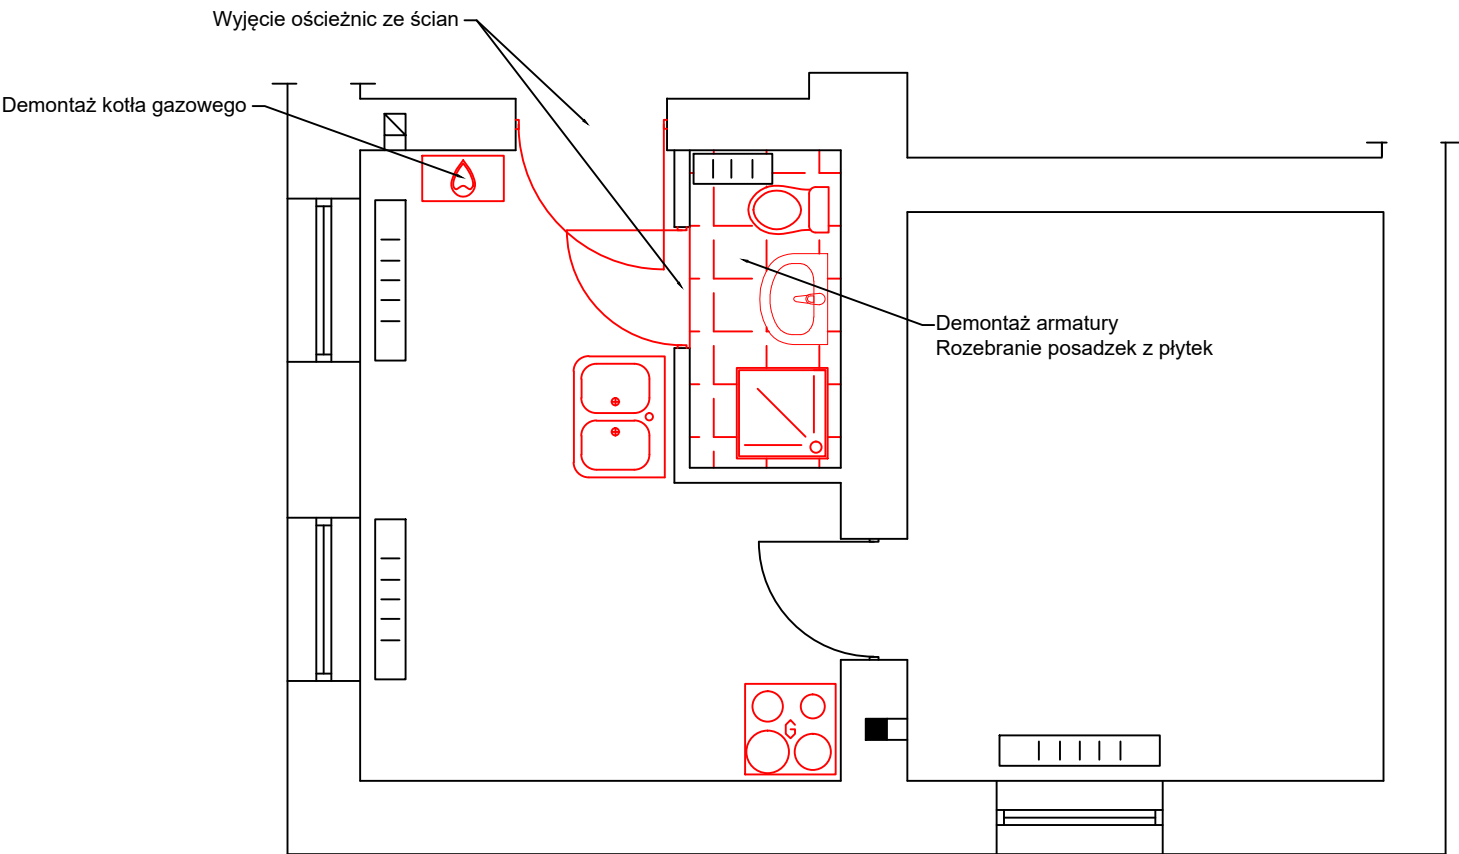 Wyjęcie ościeżnic ze ścian
Demontaż kotła gazowego
Demontaż armatury
Rozebranie posadzek z płytek
G